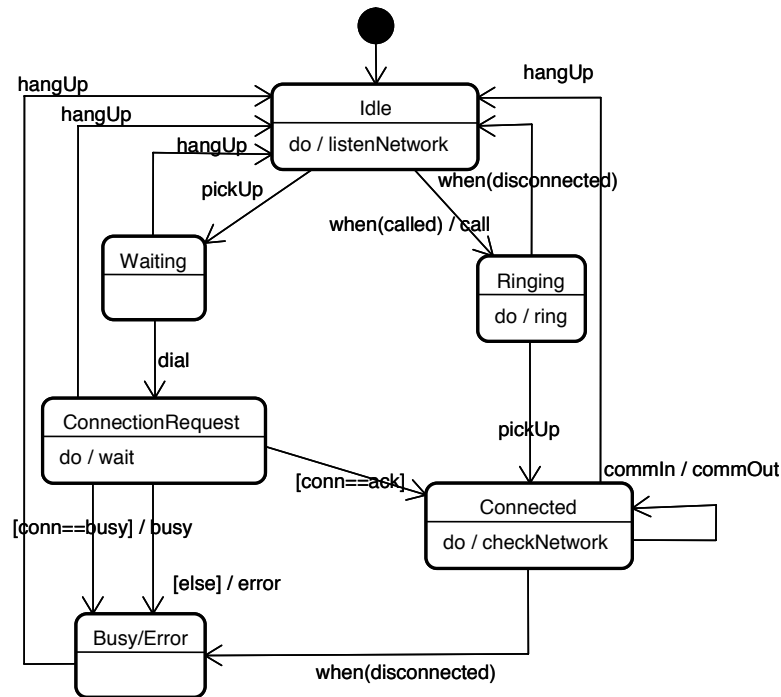 hangUp
hangUp
Idle
hangUp
do / listenNetwork
hangUp
when(disconnected)
pickUp
when(called) / call
Waiting
Ringing
do / ring
dial
ConnectionRequest
do / wait
pickUp
commIn / commOut
[conn==ack]
Connected
do / checkNetwork
[conn==busy] / busy
[else] / error
Busy/Error
when(disconnected)